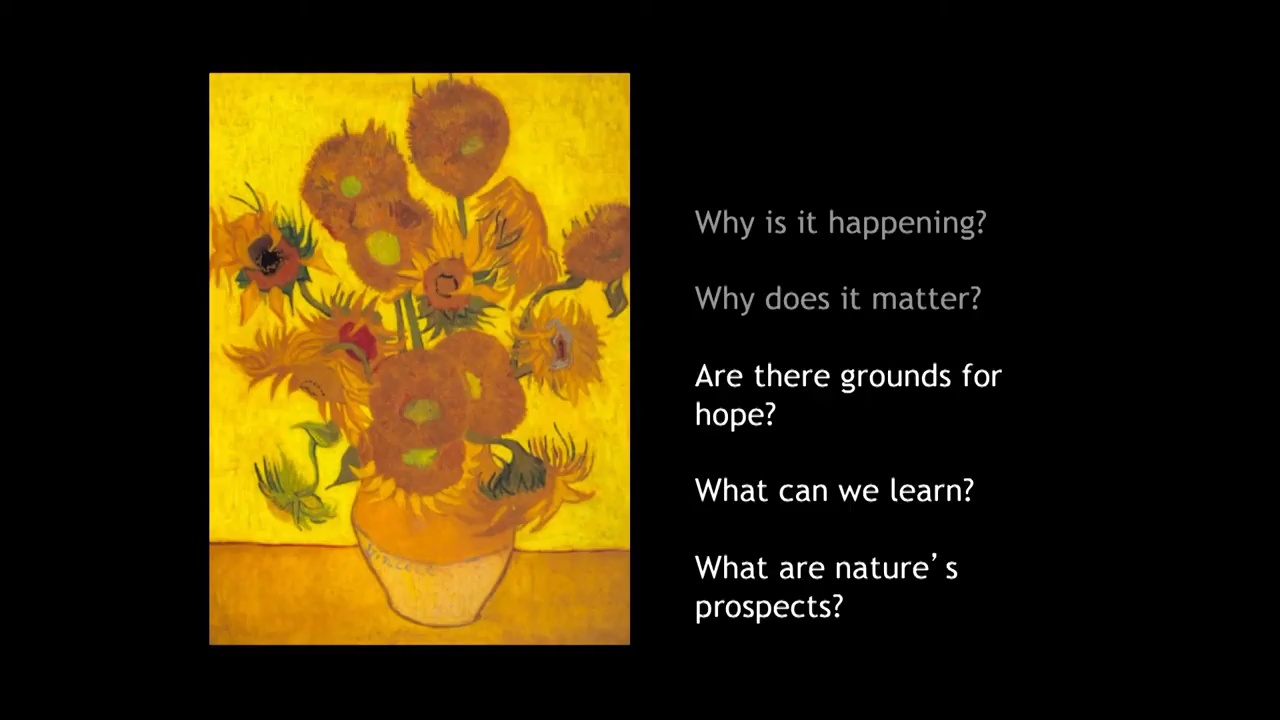 Why is it happening?
Why does it matter?
Are there grounds for
hope?
What can we learn?
What are nature's
prospects?
Vincent